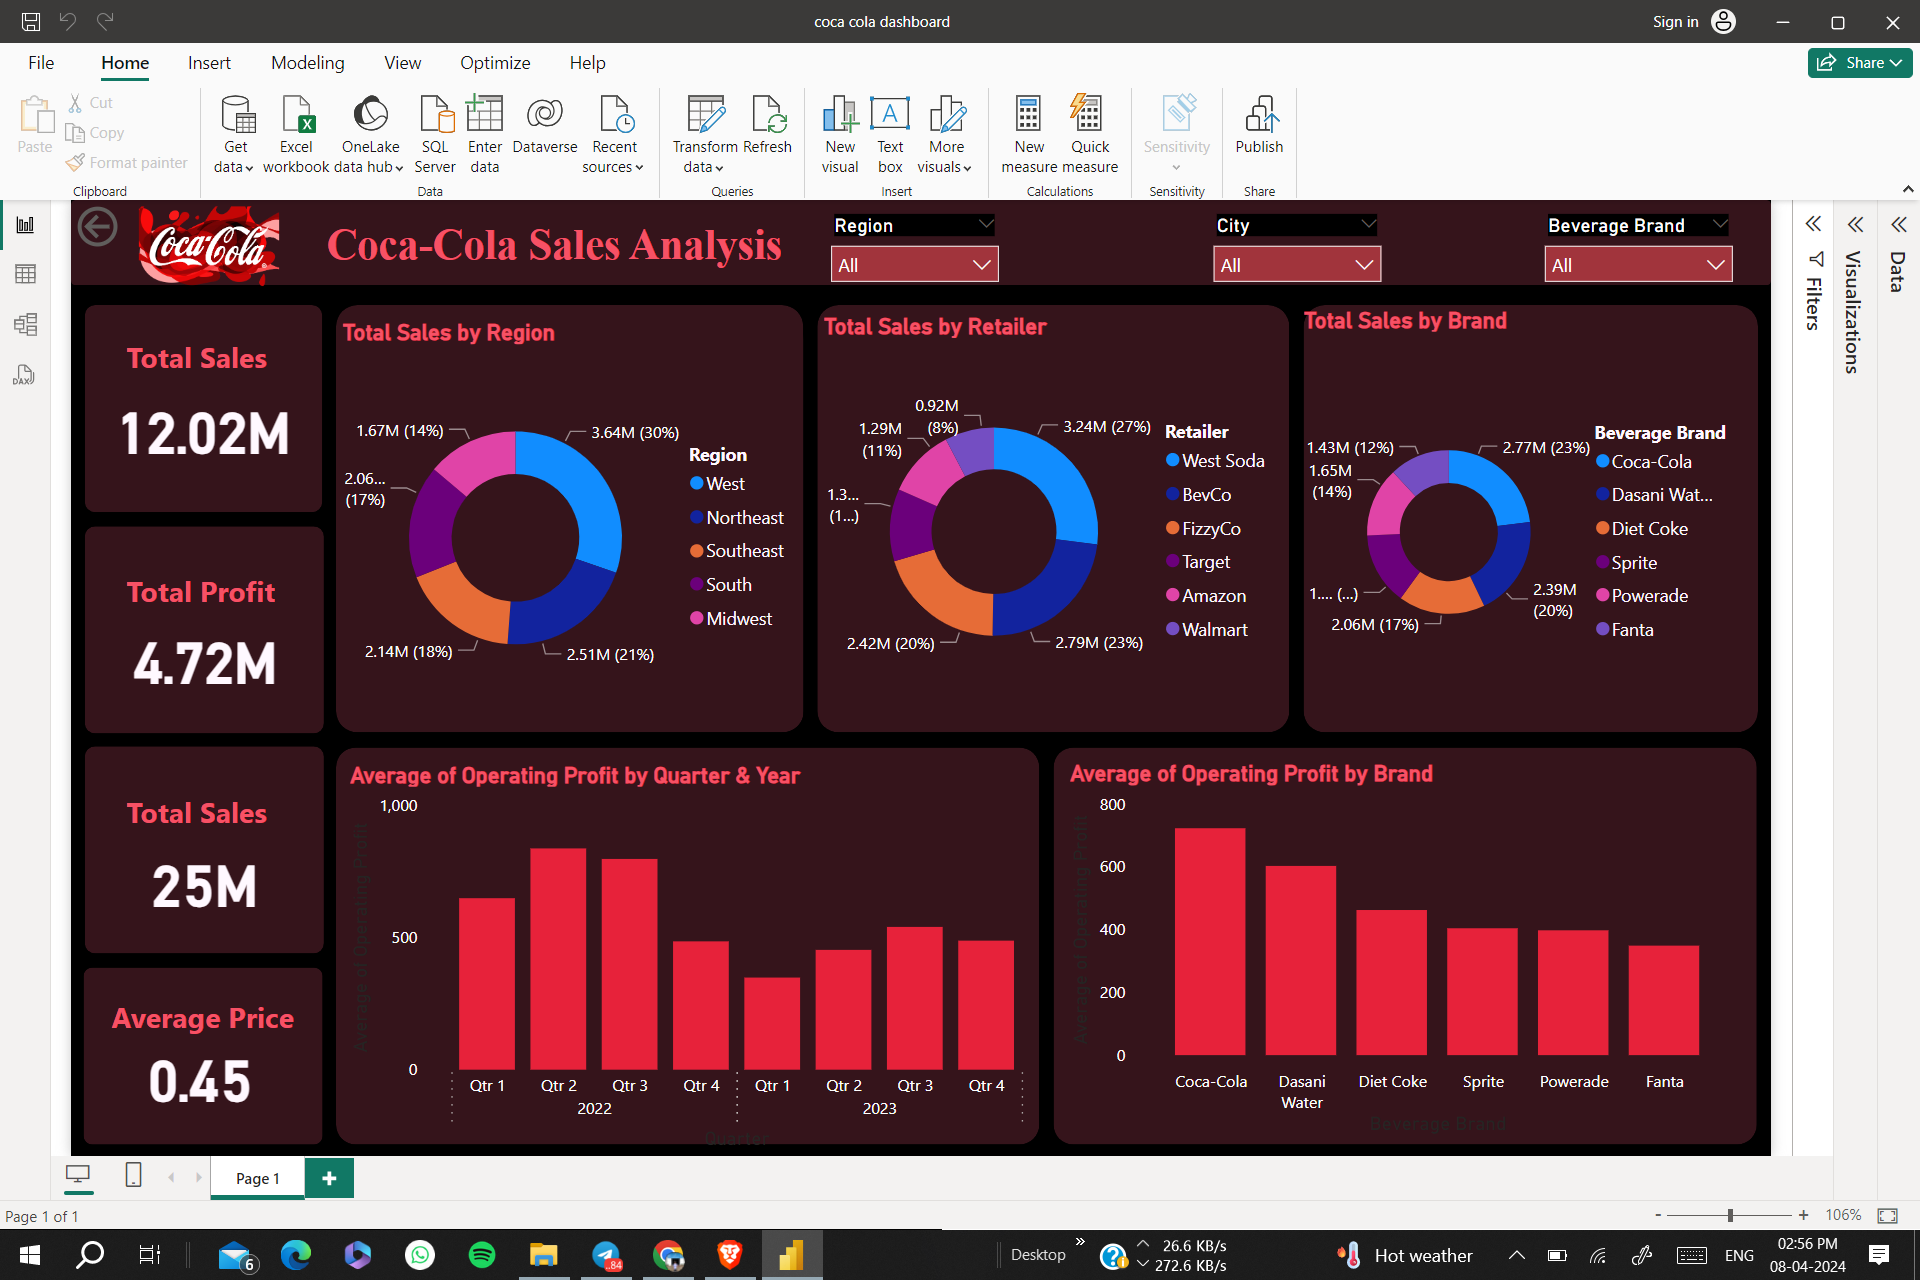 coca cola dashboard
Sign in
File Home Insert Modeling View Optimize Help
Share
Paste
Cut
Copy
Format painter
Clipboard
Get data
Excel workbook
OneLake data hub
SQL Server
Enter data
Dataverse
Recent sources
Data
Transform data
Refresh
Queries
New visual
Text box
More visuals
Insert
New measure
Quick measure
Calculations
Sensitivity
Sensitivity
Publish
Share
Coca-Cola
Coca-Cola Sales Analysis
Region
All
City
All
Beverage Brand
All
Filters
Visualizations
Data
DAX
Total Sales
12.02M
Total Profit
4.72M
Total Sales
25M
Average Price
0.45
Total Sales by Region
1.67M (14%)
3.64M (30%)
2.06...
(17%)
2.14M (18%)
2.51M (21%)
Region
West
Northeast
Southeast
South
Midwest
Total Sales by Retailer
0.92M
(8%)
3.24M (27%)
1.29M
(11%)
1.3...
(1...)
2.42M (20%)
2.79M (23%)
Retailer
West Soda
BevCo
FizzyCo
Target
Amazon
Walmart
Total Sales by Brand
1.43M (12%)
2.77M (23%)
1.65M
(14%)
1.... (...)
2.39M
(20%)
2.06M (17%)
Beverage Brand
Coca-Cola
Dasani Wat...
Diet Coke
Sprite
Powerade
Fanta
Average of Operating Profit by Quarter & Year
Average of Operating Profit
1,000
500
0
Qtr 1 Qtr 2 Qtr 3 Qtr 4 Qtr 1 Qtr 2 Qtr 3 Qtr 4
2022 2023
Quarter
Average of Operating Profit by Brand
Average of Operating Profit
800
600
400
200
0
Coca-Cola Dasani Water Diet Coke Sprite Powerade Fanta
Beverage Brand
Page 1
Page 1 of 1
106%
6
..84
Desktop
26.6 KB/s
272.6 KB/s
Hot weather
ENG
02:56 PM
08-04-2024